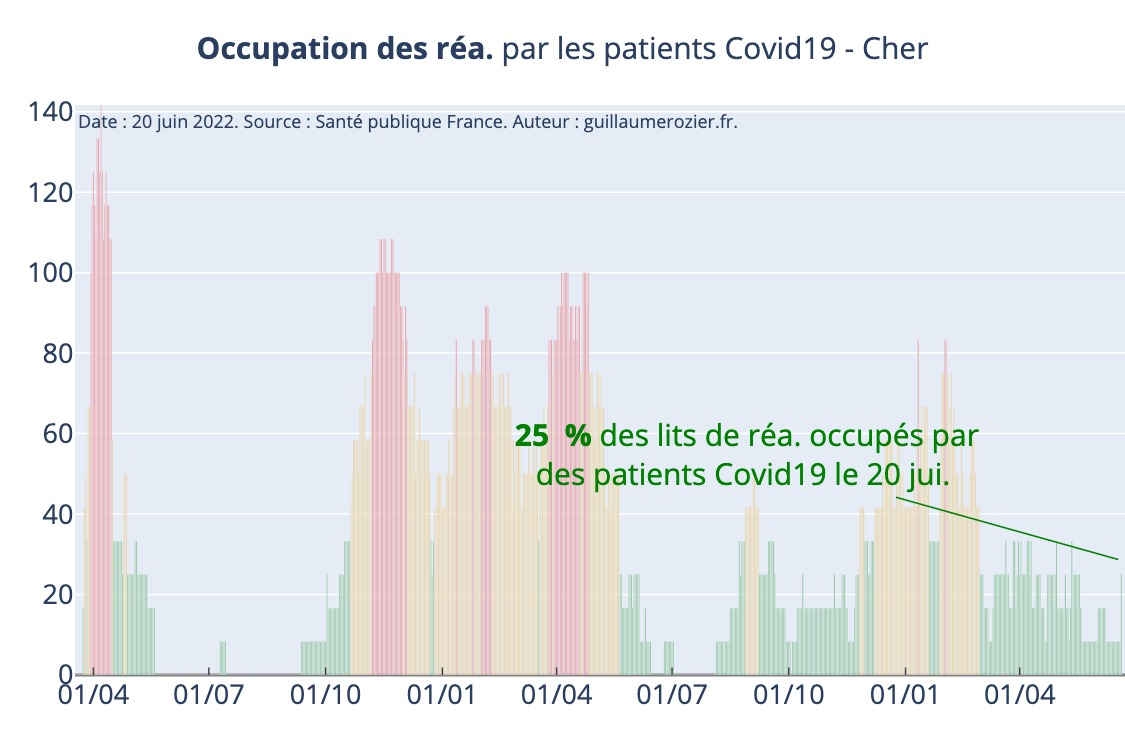 Occupation des réa. par les patients Covid19 - Cher
140
Date : 20 juin 2022. Source : Santé publique France. Auteur : guillaumerozier.fr.
120
100
80
60
25  % des lits de réa. occupés par
des patients Covid19 le 20 jui.
40
20
0
01/04 01/07 01/10 01/01 01/04 01/07 01/10 01/01 01/04